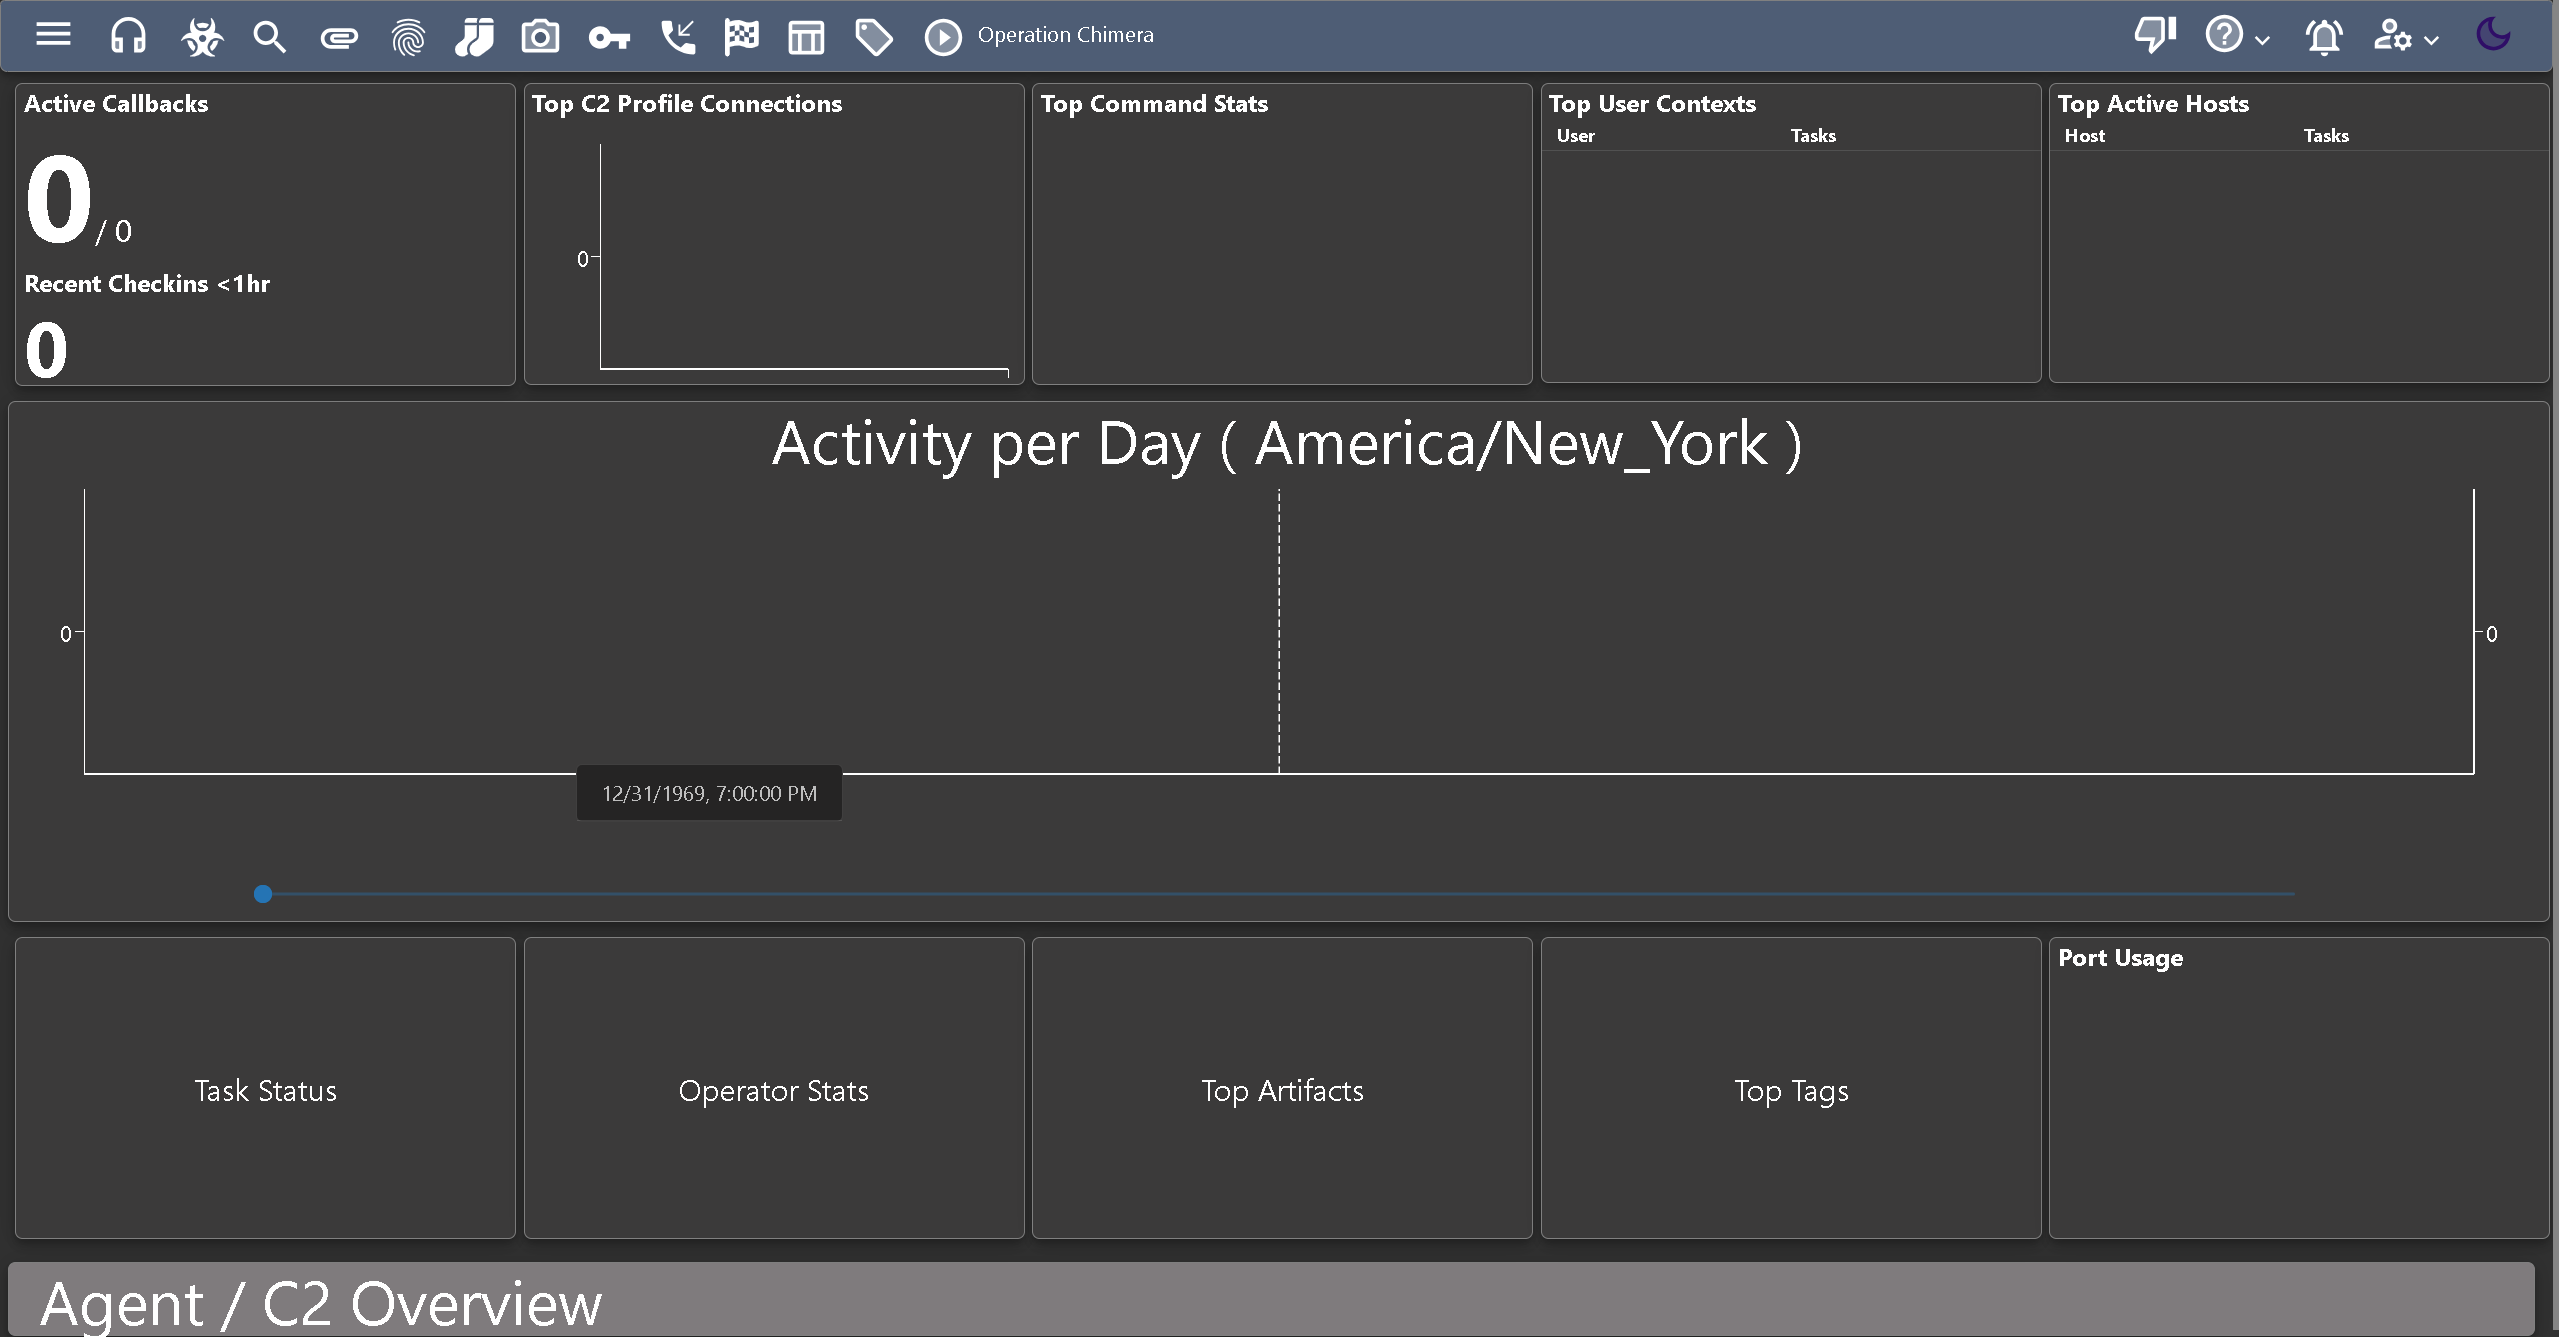 Operation Chimera
Active Callbacks
0 / 0
Recent Checkins <1hr
0
Top C2 Profile Connections
0
Top Command Stats
Top User Contexts
User Tasks
Top Active Hosts
Host Tasks
Activity per Day ( America/New_York )
0
0
12/31/1969, 7:00:00 PM
Task Status
Operator Stats
Top Artifacts
Top Tags
Port Usage
Agent / C2 Overview